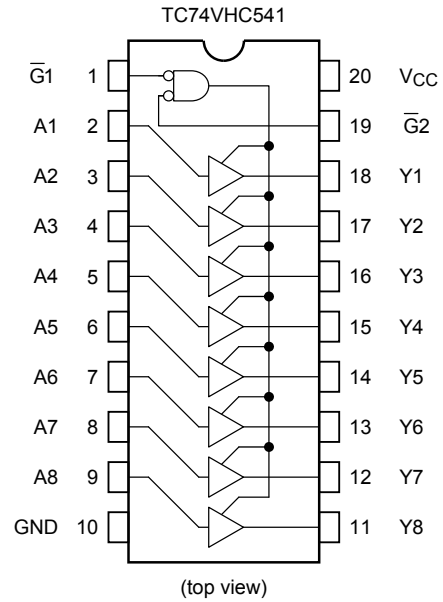 TC74VHC541
G̅1 1 20 VCC
A1 2 19 G̅2
A2 3 18 Y1
A3 4 17 Y2
A4 5 16 Y3
A5 6 15 Y4
A6 7 14 Y5
A7 8 13 Y6
A8 9 12 Y7
GND 10 11 Y8
(top view)